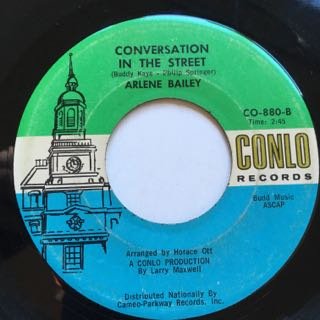 CONVERSATION
IN THE STREET
(Buddy Kaye - Philip Springer)
ARLENE BAILEY
CO-880-B
Time: 2:45
CONLO
RECORDS
Budd Music
ASCAP
Arranged by Horace Ott
A CONLO PRODUCTION
By Larry Maxwell
Distributed Nationally By
Cameo-Parkway Records, Inc.